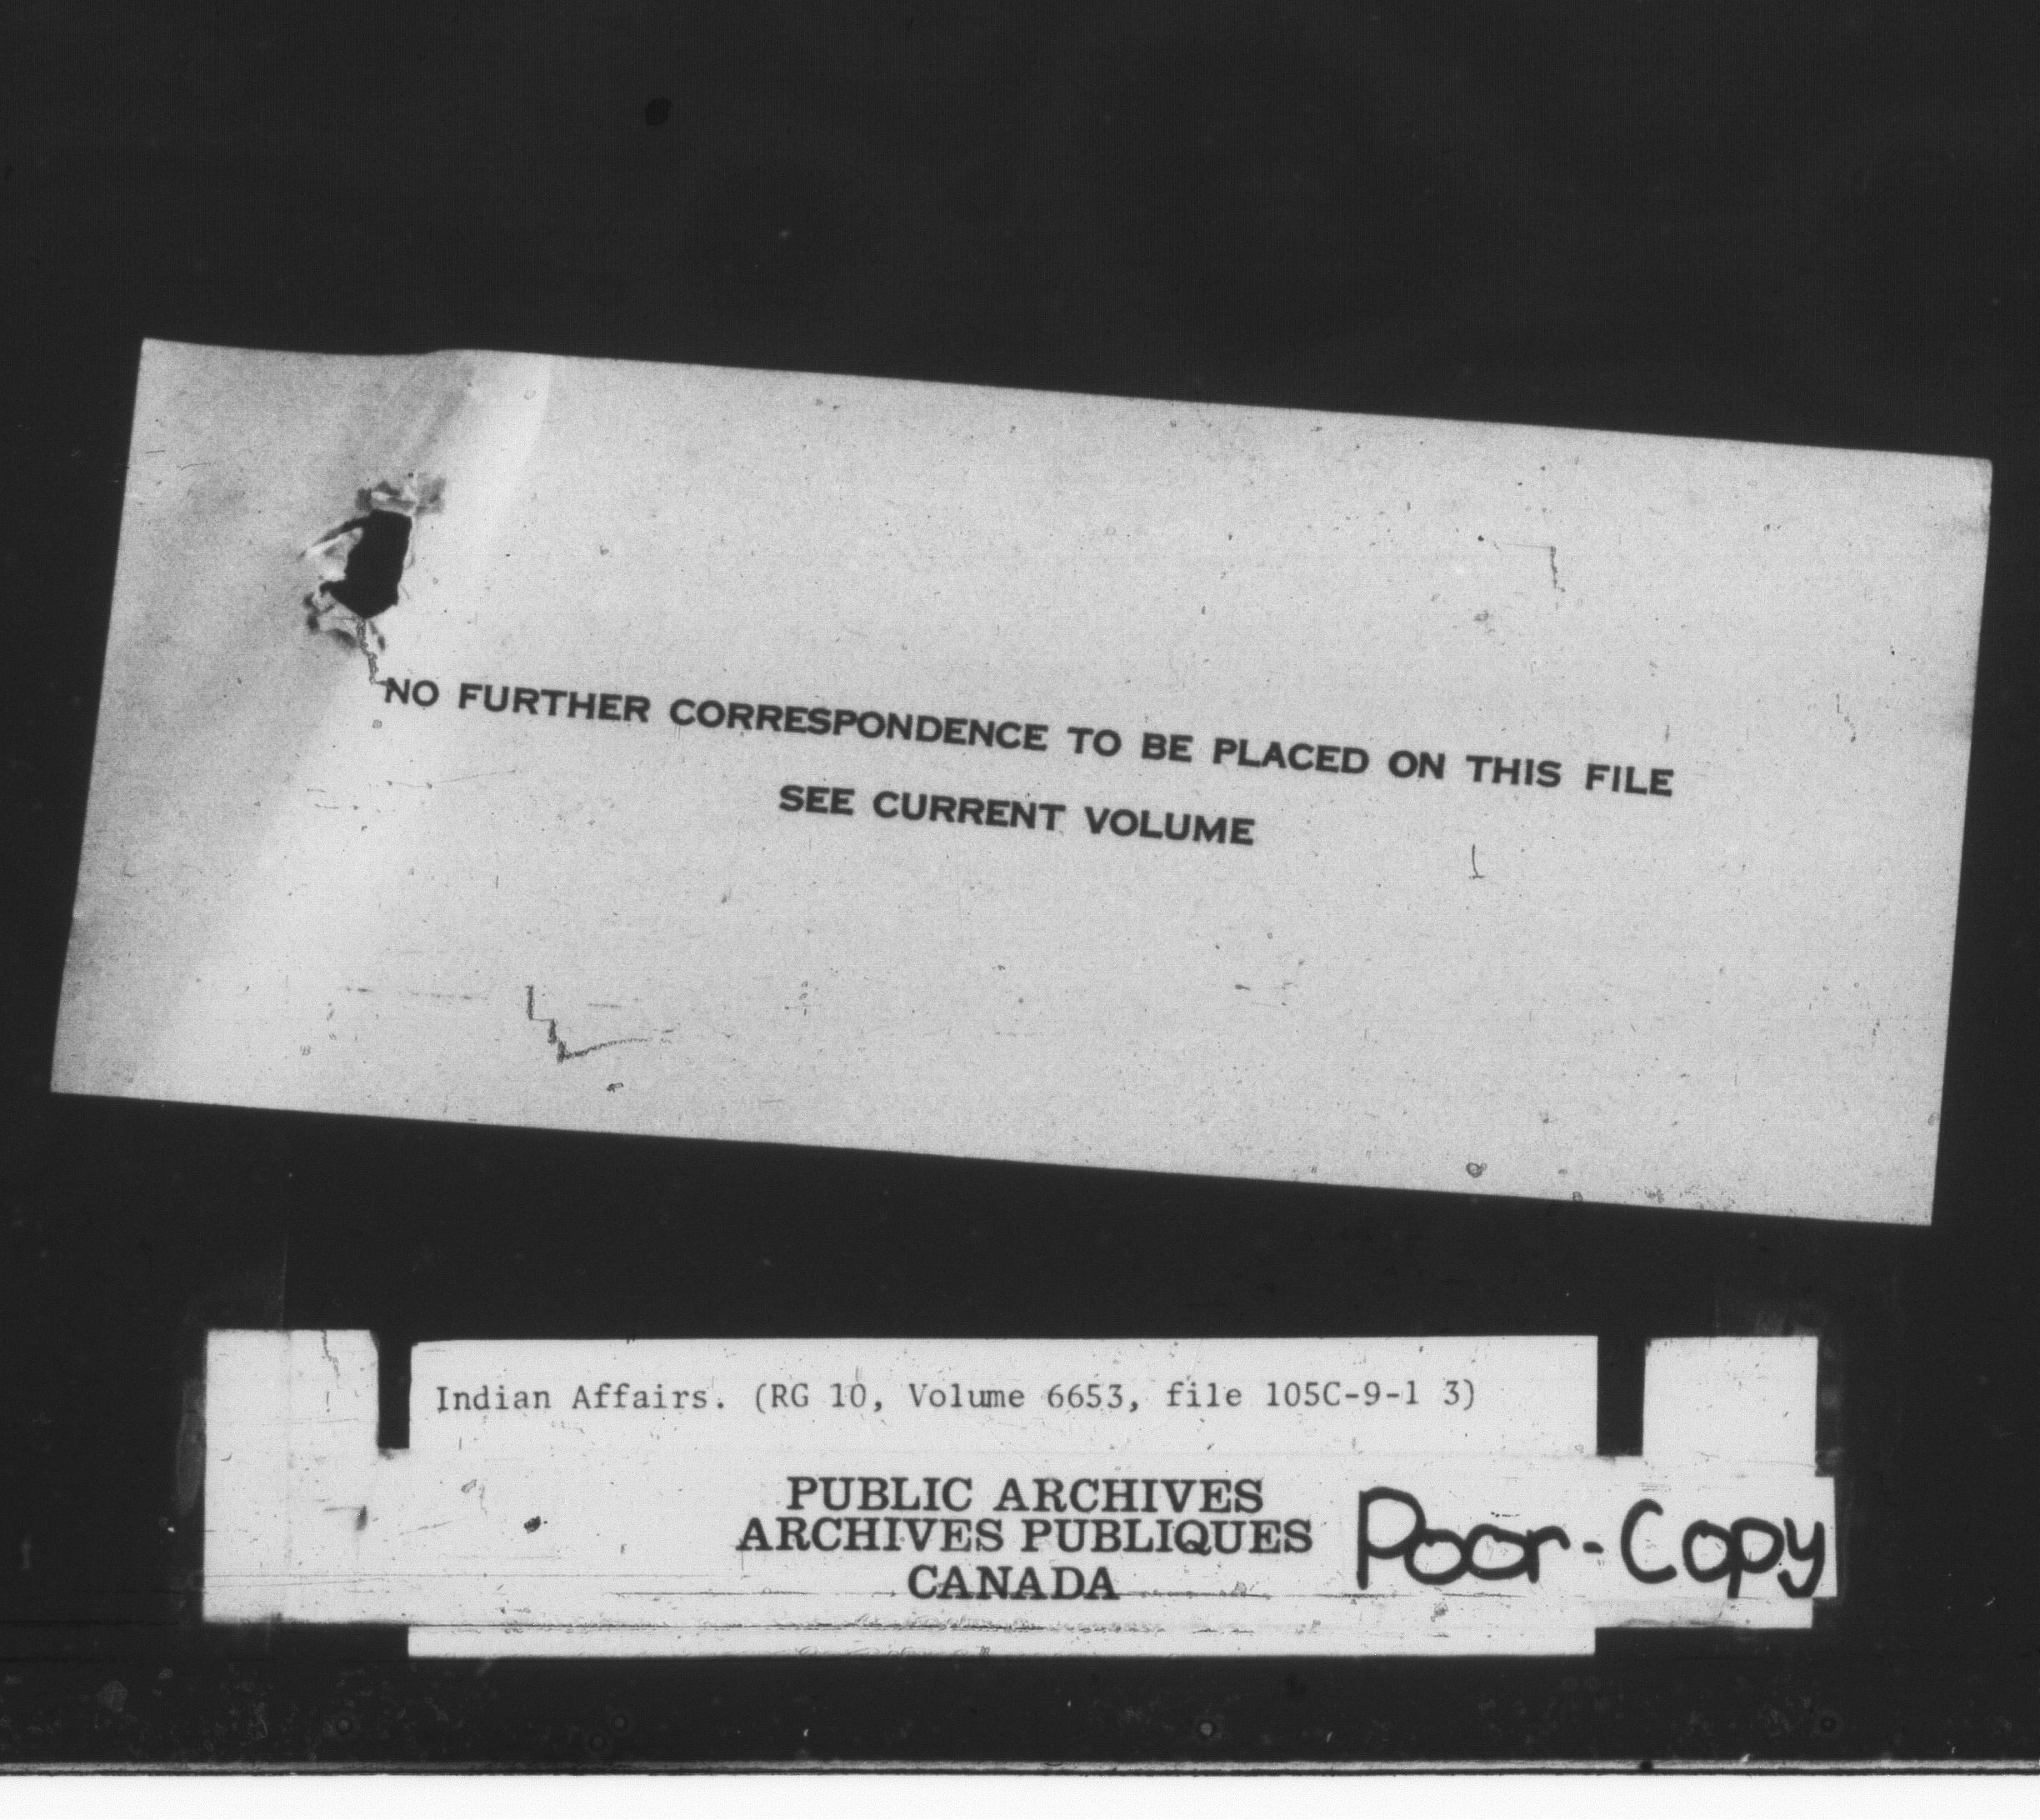 NO FURTHER CORRESPONDENCE TO BE PLACED ON THIS FILE
SEE CURRENT VOLUME
Indian Affairs. (RG 10, Volume 6653, file 105C-9-1 3)
PUBLIC ARCHIVES
ARCHIVES PUBLIQUES
CANADA
Poor-Copy